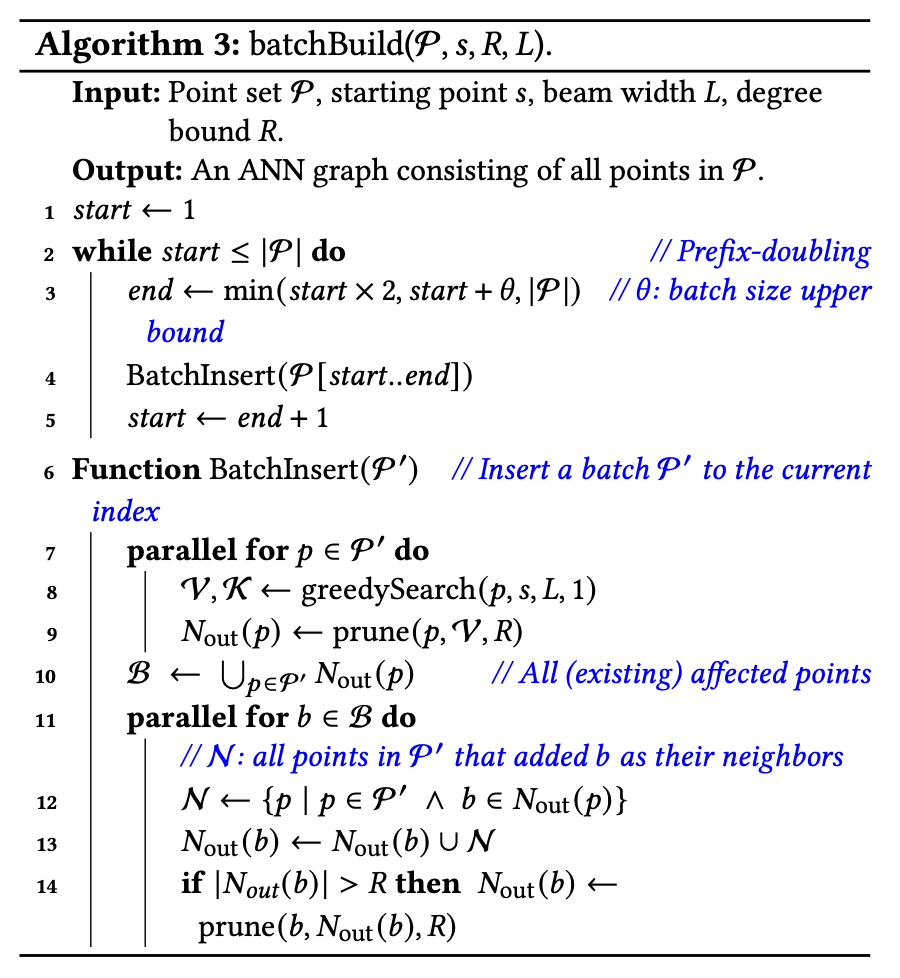 Algorithm 3: batchBuild(𝒫, s, R, L).
Input: Point set 𝒫, starting point s, beam width L, degree
bound R.
Output: An ANN graph consisting of all points in 𝒫.
1 start ← 1
2 while start ≤ |𝒫| do // Prefix-doubling
3 end ← min(start × 2, start + θ, |𝒫|) // θ: batch size upper
bound
4 BatchInsert(𝒫[start..end])
5 start ← end + 1
6 Function BatchInsert(𝒫′) // Insert a batch 𝒫′ to the current
index
7 parallel for p ∈ 𝒫′ do
8 𝒱, 𝒦 ← greedySearch(p, s, L, 1)
9 N_out(p) ← prune(p, 𝒱, R)
10 ℬ ← ⋃_{p∈𝒫′} N_out(p) // All (existing) affected points
11 parallel for b ∈ ℬ do
// 𝒩: all points in 𝒫′ that added b as their neighbors
12 𝒩 ← {p | p ∈ 𝒫′ ∧ b ∈ N_out(p)}
13 N_out(b) ← N_out(b) ∪ 𝒩
14 if |N_out(b)| > R then N_out(b) ←
prune(b, N_out(b), R)